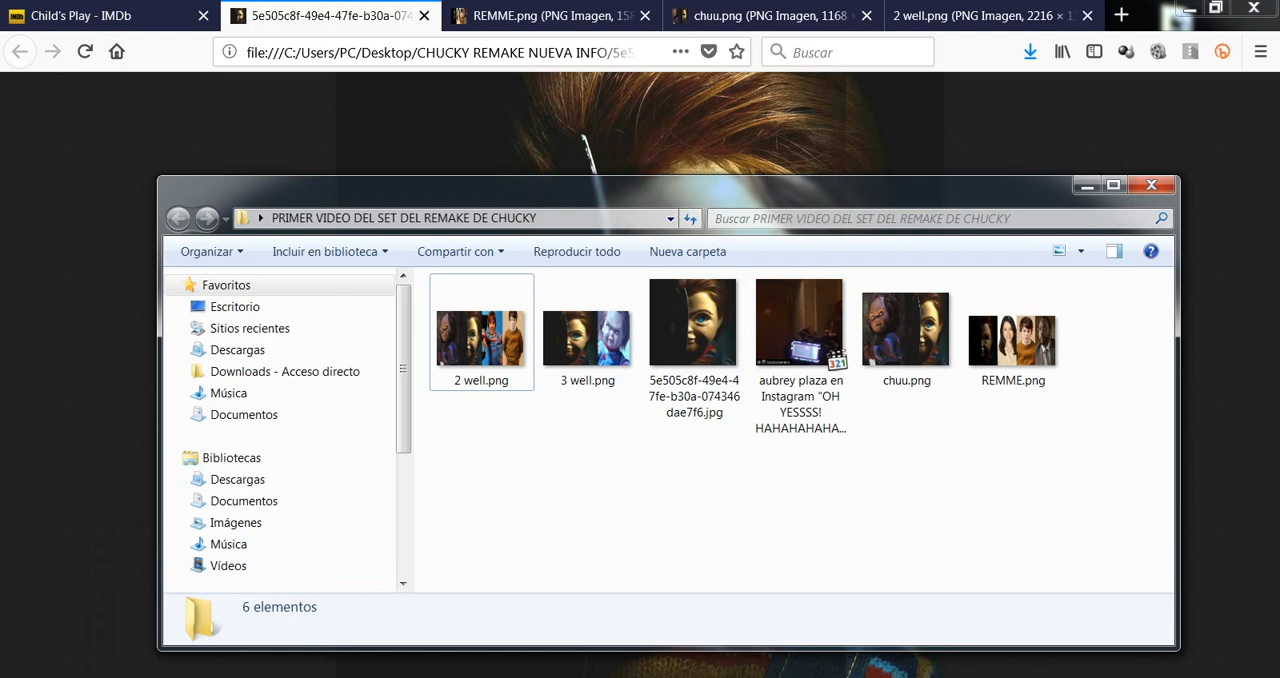 Child's Play - IMDb
5e505c8f-49e4-47fe-b30a-074
REMME.png (PNG Imagen, 15
chuu.png (PNG Imagen, 1168
2 well.png (PNG Imagen, 2216 ×
file:///C:/Users/PC/Desktop/CHUCKY REMAKE NUEVA INFO/5e5
Buscar
PRIMER VIDEO DEL SET DEL REMAKE DE CHUCKY
Buscar PRIMER VIDEO DEL SET DEL REMAKE DE CHUCKY
Organizar
Incluir en biblioteca
Compartir con
Reproducir todo
Nueva carpeta
Favoritos
Escritorio
Sitios recientes
Descargas
Downloads - Acceso directo
Música
Documentos
Bibliotecas
Descargas
Documentos
Imágenes
Música
Vídeos
2 well.png
3 well.png
5e505c8f-49e4-4
7fe-b30a-074346
dae7f6.jpg
aubrey plaza en
Instagram "OH
YESSSS!
HAHAHAHAHA...
321
chuu.png
REMME.png
6 elementos